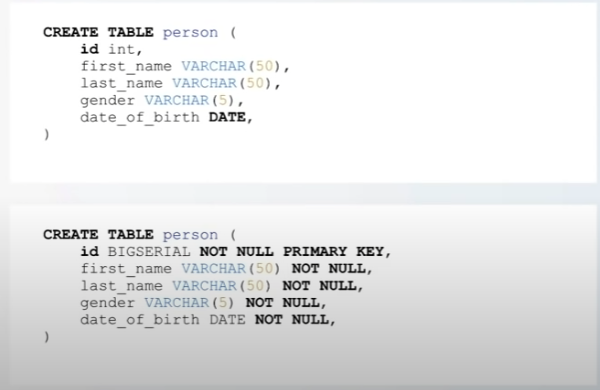 CREATE TABLE person (
id int,
first_name VARCHAR(50),
last_name VARCHAR(50),
gender VARCHAR(5),
date_of_birth DATE,
)
CREATE TABLE person (
id BIGSERIAL NOT NULL PRIMARY KEY,
first_name VARCHAR(50) NOT NULL,
last_name VARCHAR(50) NOT NULL,
gender VARCHAR(5) NOT NULL,
date_of_birth DATE NOT NULL,
)